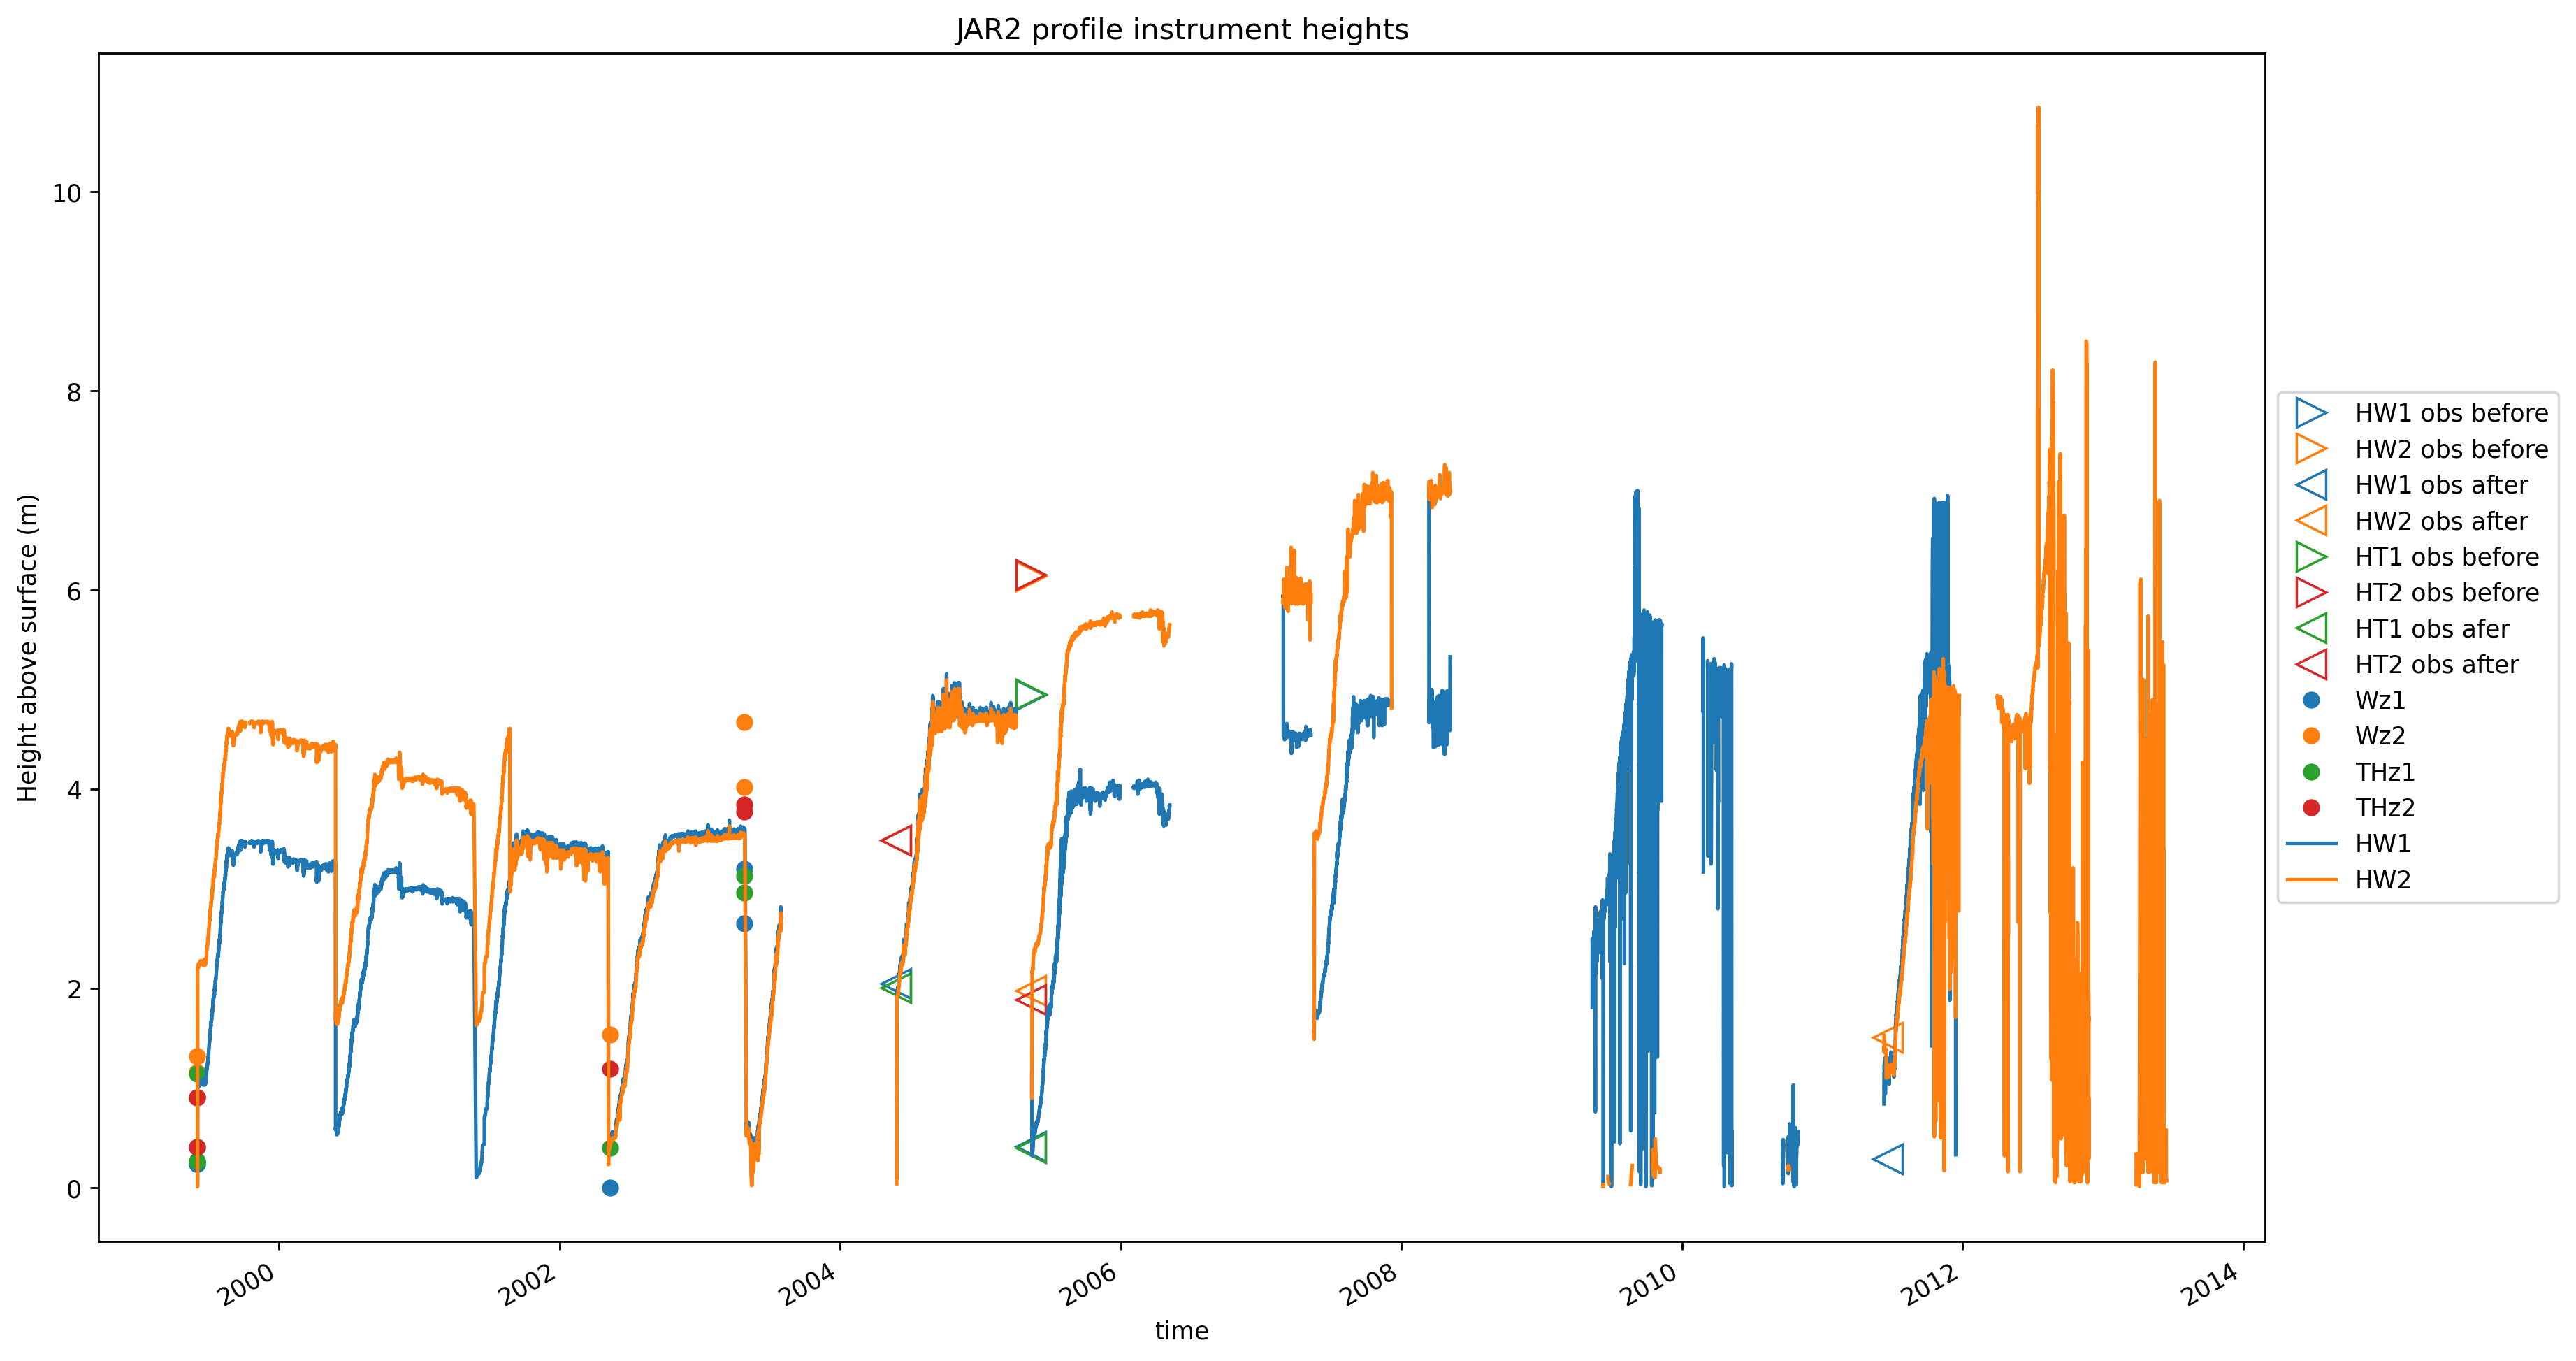 JAR2 profile instrument heights
Height above surface (m)
10
8
6
4
2
0
2000
2002
2004
2006
2008
2010
2012
2014
time
HW1 obs before
HW2 obs before
HW1 obs after
HW2 obs after
HT1 obs before
HT2 obs before
HT1 obs afer
HT2 obs after
Wz1
Wz2
THz1
THz2
HW1
HW2